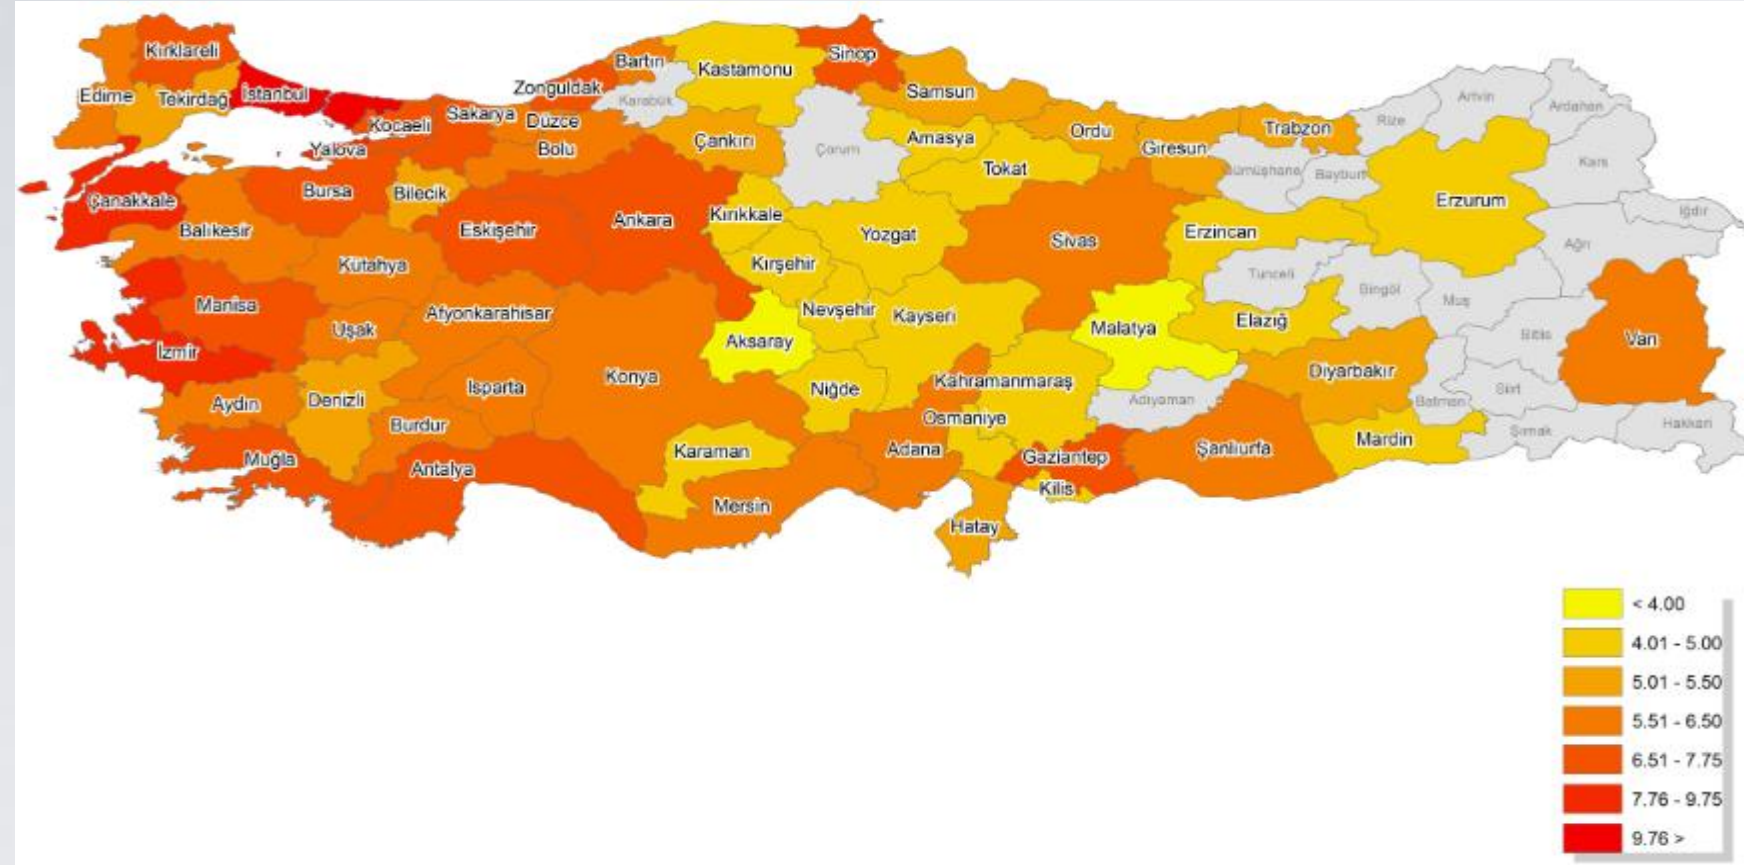 Kırklareli
Edirne
Tekirdağ
İstanbul
Kocaeli
Yalova
Sakarya
Düzce
Bolu
Zonguldak
Bartın
Karabük
Kastamonu
Sinop
Çankırı
Çorum
Samsun
Amasya
Tokat
Ordu
Giresun
Trabzon
Rize
Artvin
Ardahan
Kars
Gümüşhane
Bayburt
Erzurum
Iğdır
Ağrı
Çanakkale
Balıkesir
Bursa
Bilecik
Kütahya
Eskişehir
Ankara
Kırıkkale
Kırşehir
Yozgat
Sivas
Erzincan
Tunceli
Bingöl
Muş
Bitlis
Van
Manisa
İzmir
Uşak
Afyonkarahisar
Konya
Aksaray
Nevşehir
Kayseri
Malatya
Elazığ
Aydın
Denizli
Isparta
Burdur
Niğde
Kahramanmaraş
Osmaniye
Adıyaman
Diyarbakır
Batman
Siirt
Şırnak
Hakkari
Muğla
Antalya
Karaman
Mersin
Adana
Gaziantep
Kilis
Hatay
Şanlıurfa
Mardin
< 4.00
4.01 - 5.00
5.01 - 5.50
5.51 - 6.50
6.51 - 7.75
7.76 - 9.75
9.76 >